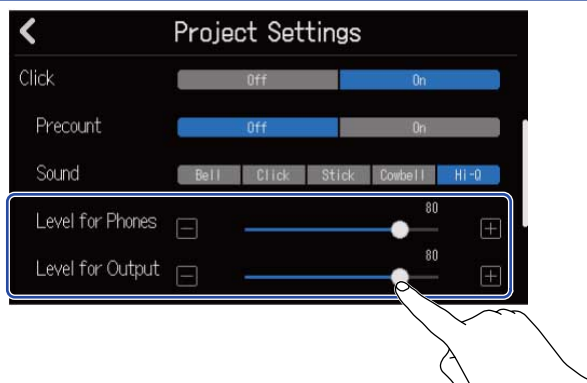 Project Settings
Click Off On
Precount Off On
Sound Bell Click Stick Cowbell Hi-Q
80
Level for Phones
80
Level for Output